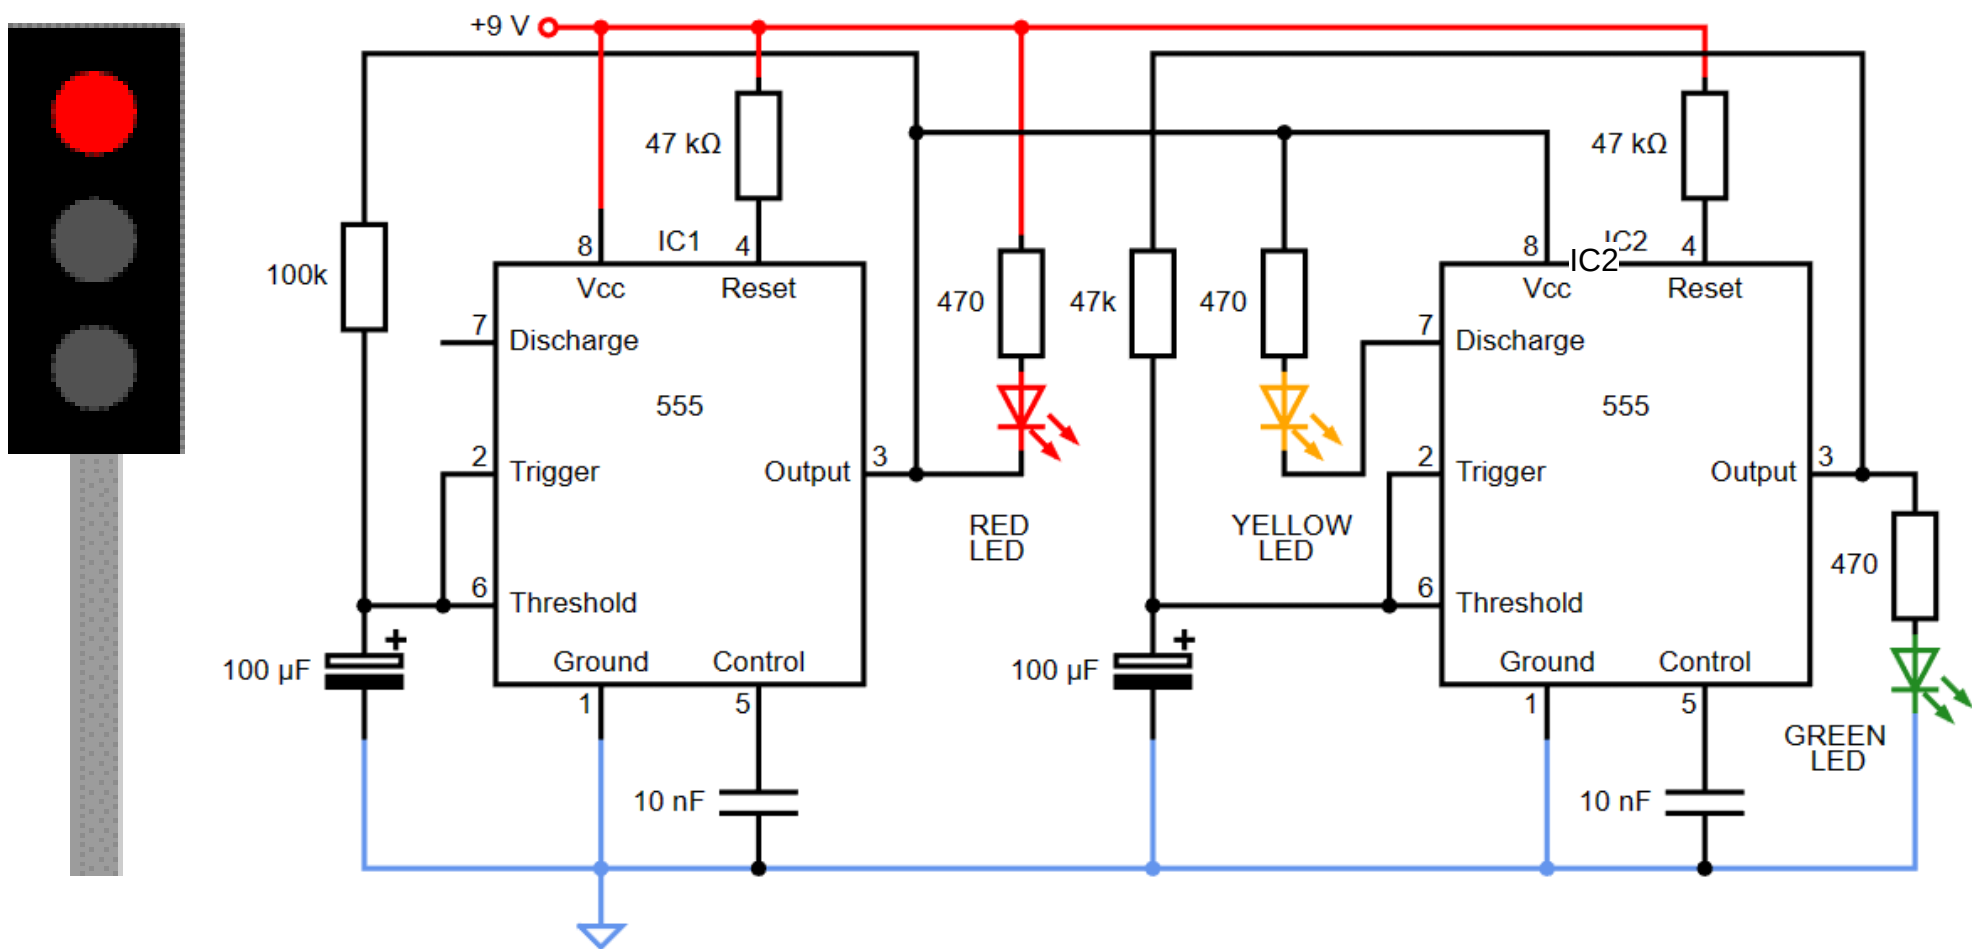 +9 V
47 kΩ
47 kΩ
8
IC1
4
8
IC2
4
IC2
100k
Vcc
Reset
470
47k
470
Vcc
Reset
7
Discharge
7
Discharge
555
555
2
Trigger
Output
3
2
Trigger
Output
3
RED
LED
YELLOW
LED
470
6
Threshold
6
Threshold
+
+
100 µF
Ground
Control
100 µF
Ground
Control
1
5
1
5
GREEN
LED
10 nF
10 nF